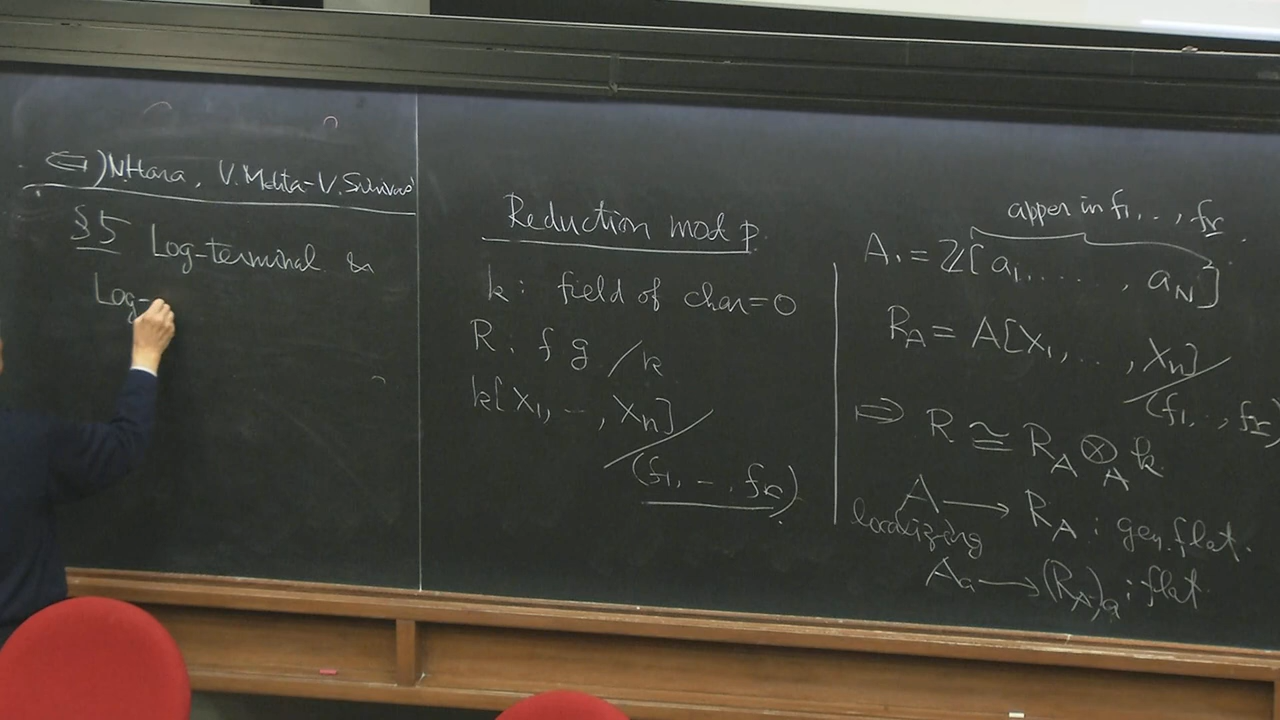 ⇐) N.Hara, V.Mehta-V.Srinivas
§5 Log-terminal &
Log-
Reduction mod p.
k: field of char=0
R: f g /k
k[X1, -, Xn]
/(f1, -, fr)
appear in f1, .., fr.
A. = Z[a1, ...., aN]
RA = A[X1, .., Xn]
/(f1, .., fr)
⇒ R ≅ RA ⊗A k
A → RA : gen. flat.
localizing
Aa → (RA)a ; flat